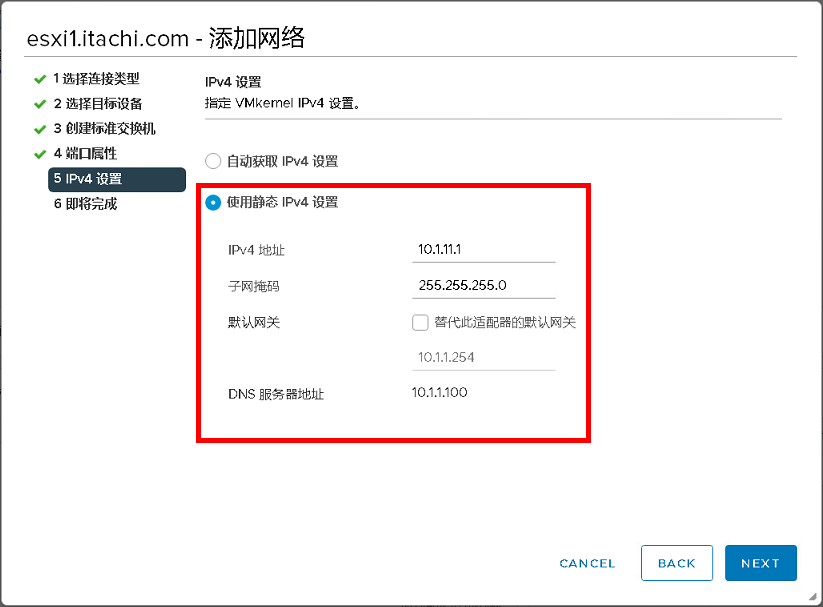 esxi1.itachi.com - 添加网络
1 选择连接类型
2 选择目标设备
3 创建标准交换机
4 端口属性
5 IPv4 设置
6 即将完成
IPv4 设置
指定 VMkernel IPv4 设置。
自动获取 IPv4 设置
使用静态 IPv4 设置
IPv4 地址 10.1.11.1
子网掩码 255.255.255.0
默认网关 替代此适配器的默认网关
10.1.1.254
DNS 服务器地址 10.1.1.100
CANCEL BACK NEXT